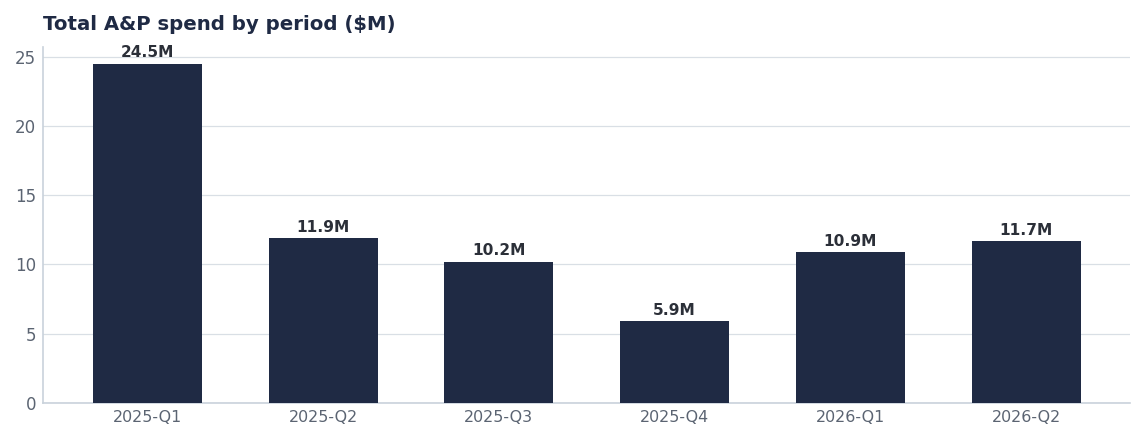 Total A&P spend by period ($M)
25
20
15
10
5
0
24.5M
11.9M
10.2M
5.9M
10.9M
11.7M
2025-Q1
2025-Q2
2025-Q3
2025-Q4
2026-Q1
2026-Q2